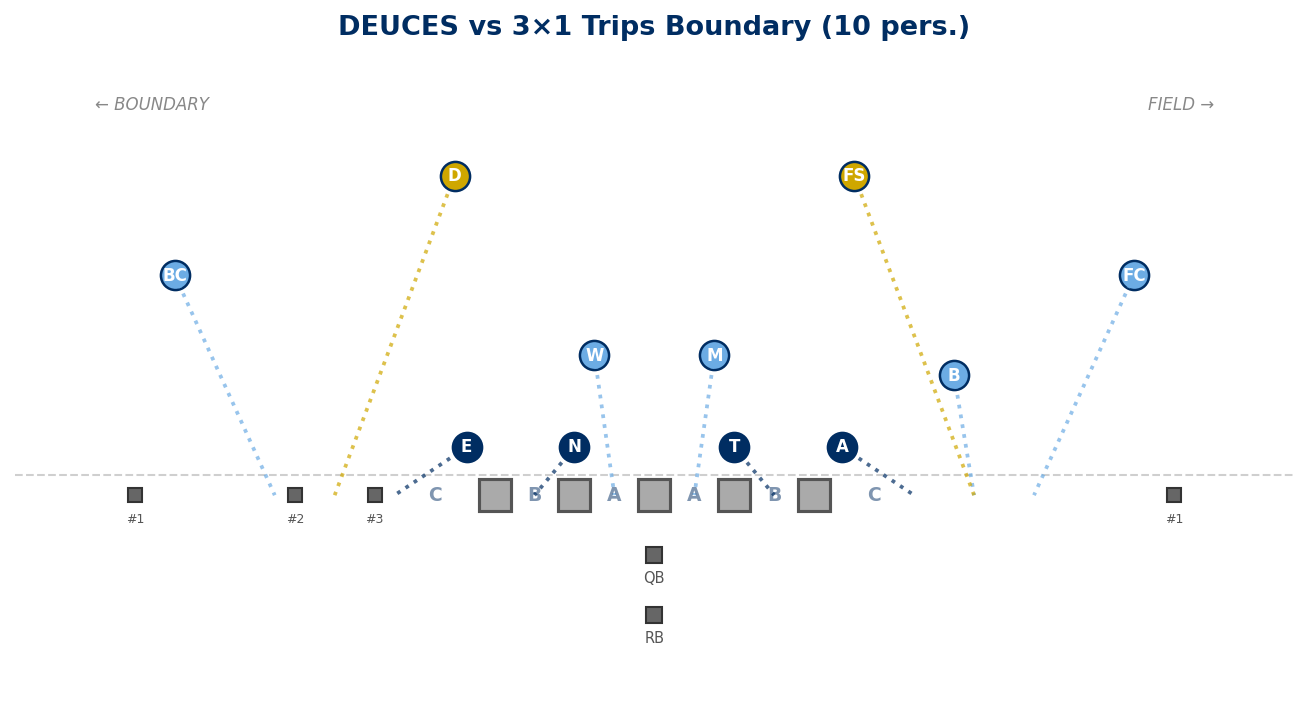 DEUCES vs 3×1 Trips Boundary (10 pers.)
← BOUNDARY FIELD →
D FS
BC FC
W M
B
E N T A
C B A A B C
#1 #2 #3 #1
QB
RB